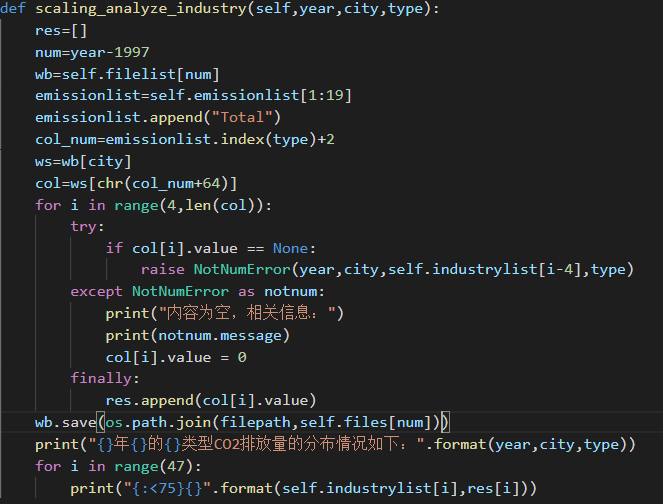 def scaling_analyze_industry(self,year,city,type):
    res=[]
    num=year-1997
    wb=self.filelist[num]
    emissionlist=self.emissionlist[1:19]
    emissionlist.append("Total")
    col_num=emissionlist.index(type)+2
    ws=wb[city]
    col=ws[chr(col_num+64)]
    for i in range(4,len(col)):
        try:
            if col[i].value == None:
                raise NotNumError(year,city,self.industrylist[i-4],type)
        except NotNumError as notnum:
            print("内容为空，相关信息：")
            print(notnum.message)
            col[i].value = 0
        finally:
            res.append(col[i].value)
    wb.save(os.path.join(filepath,self.files[num]))
    print("{}年{}的{}类型CO2排放量的分布情况如下：".format(year,city,type))
    for i in range(47):
        print("{:<75}{}".format(self.industrylist[i],res[i]))